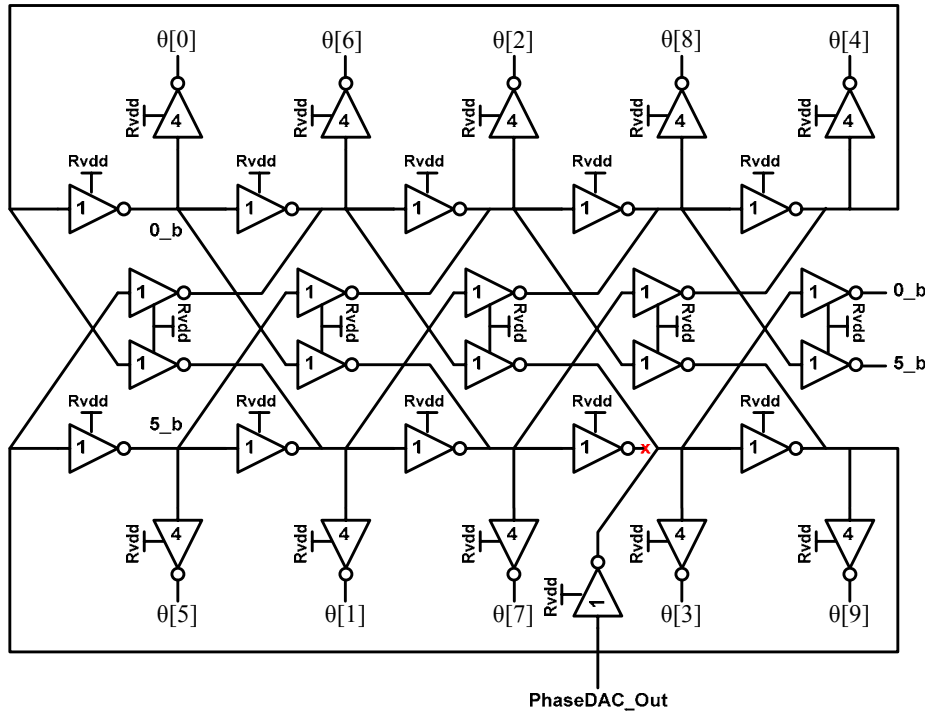 θ[0] θ[6] θ[2] θ[8] θ[4]
Rvdd 4 Rvdd 4 Rvdd 4 Rvdd 4 Rvdd 4
Rvdd Rvdd Rvdd Rvdd Rvdd
1 1 1 1 1
0_b
1 1 1 1 1 0_b
Rvdd Rvdd Rvdd Rvdd Rvdd
1 1 1 1 1 5_b
Rvdd 5_b Rvdd Rvdd Rvdd Rvdd
1 1 1 1 x 1
Rvdd 4 Rvdd 4 Rvdd 4 Rvdd 4 Rvdd 4
Rvdd 1
θ[5] θ[1] θ[7] θ[3] θ[9]
PhaseDAC_Out